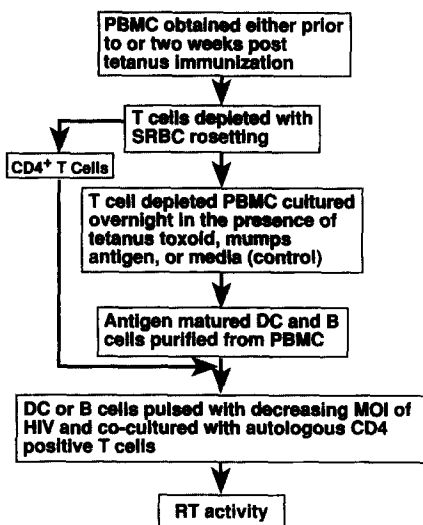 PBMC obtained either prior
to or two weeks post
tetanus immunization
T cells depleted with
SRBC rosetting
CD4+ T Cells
T cell depleted PBMC cultured
overnight in the presence of
tetanus toxoid, mumps
antigen, or media (control)
Antigen matured DC and B
cells purified from PBMC
DC or B cells pulsed with decreasing MOI of
HIV and co-cultured with autologous CD4
positive T cells
RT activity